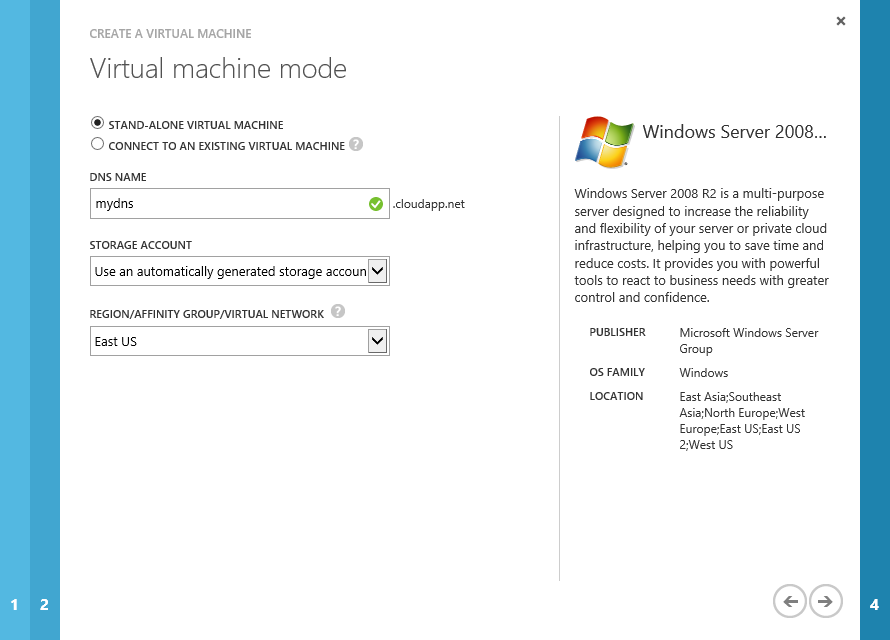 CREATE A VIRTUAL MACHINE
Virtual machine mode
STAND-ALONE VIRTUAL MACHINE
CONNECT TO AN EXISTING VIRTUAL MACHINE ?
DNS NAME
mydns .cloudapp.net
STORAGE ACCOUNT
Use an automatically generated storage accoun
REGION/AFFINITY GROUP/VIRTUAL NETWORK ?
East US
Windows Server 2008...
Windows Server 2008 R2 is a multi-purpose
server designed to increase the reliability
and flexibility of your server or private cloud
infrastructure, helping you to save time and
reduce costs. It provides you with powerful
tools to react to business needs with greater
control and confidence.
PUBLISHER Microsoft Windows Server
Group
OS FAMILY Windows
LOCATION East Asia;Southeast
Asia;North Europe;West
Europe;East US;East US
2;West US
1 2 4